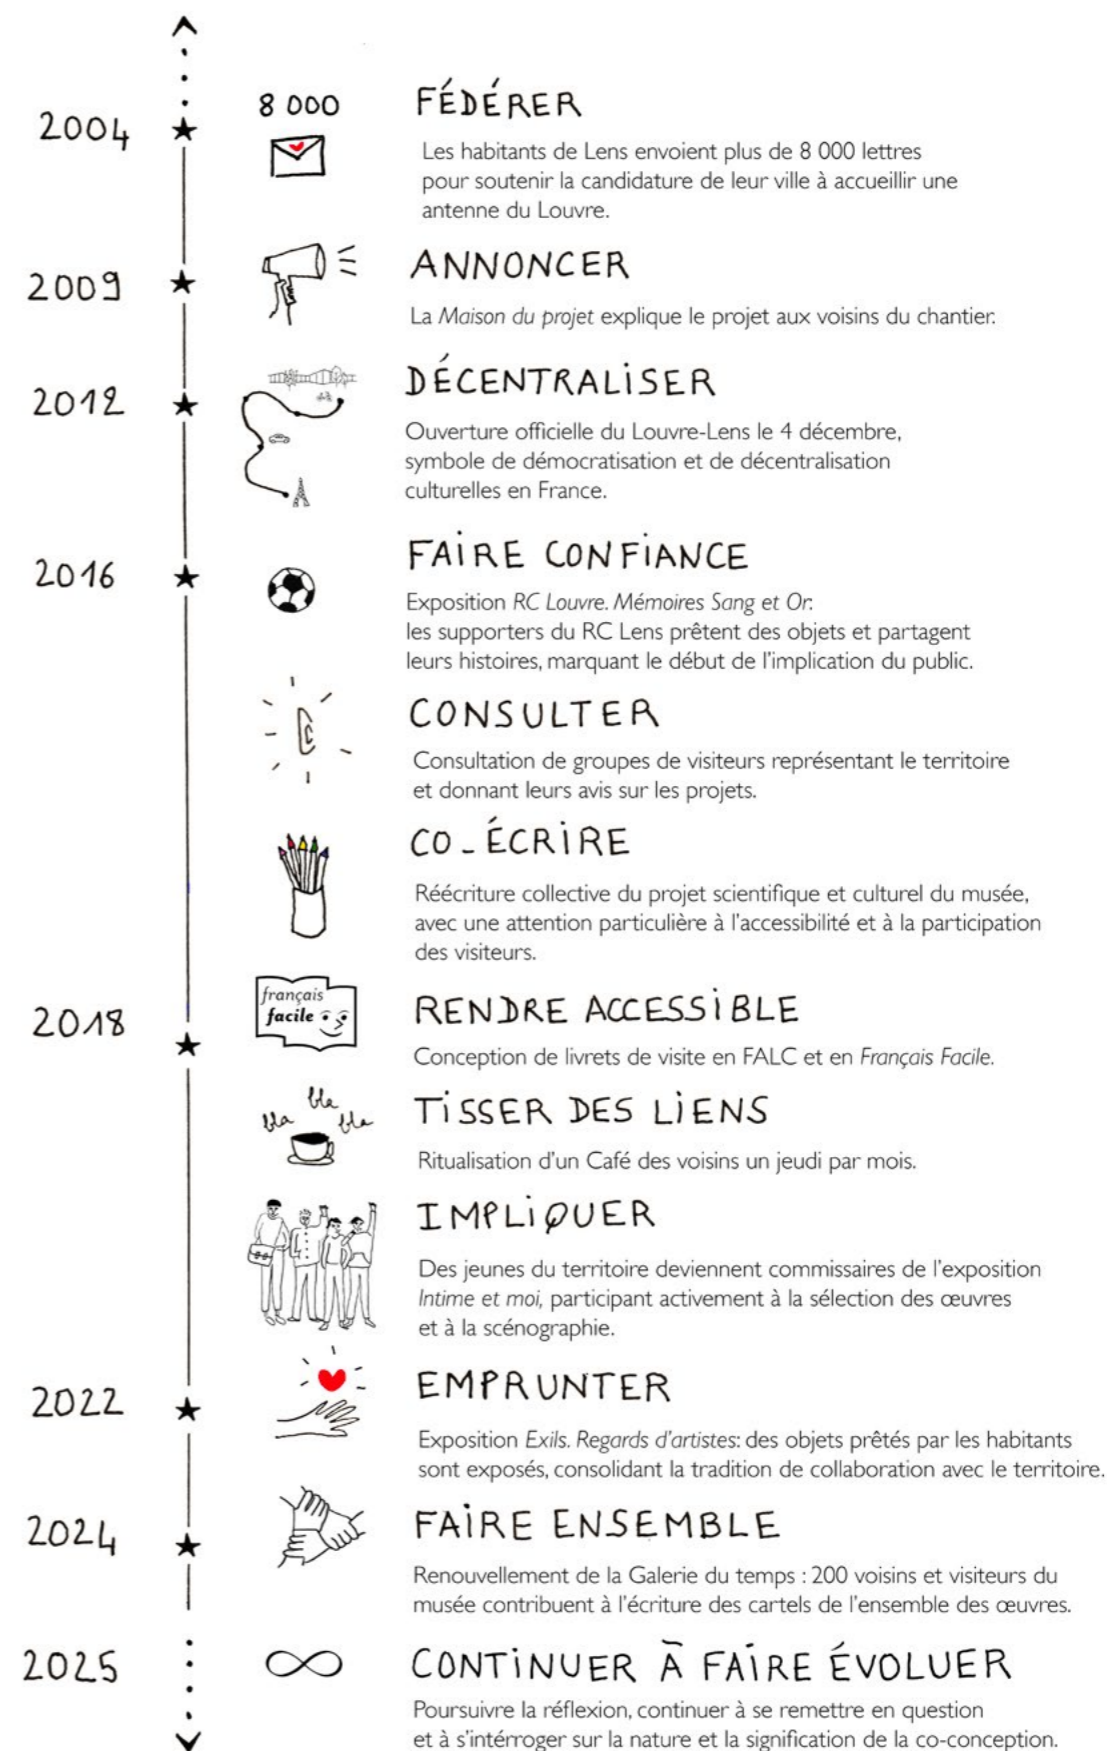 2004
8 000
FÉDÉRER
Les habitants de Lens envoient plus de 8 000 lettres
pour soutenir la candidature de leur ville à accueillir une
antenne du Louvre.
2009
ANNONCER
La Maison du projet explique le projet aux voisins du chantier.
2012
DÉCENTRALISER
Ouverture officielle du Louvre-Lens le 4 décembre,
symbole de démocratisation et de décentralisation
culturelles en France.
2016
FAIRE CONFIANCE
Exposition RC Louvre. Mémoires Sang et Or:
les supporters du RC Lens prêtent des objets et partagent
leurs histoires, marquant le début de l'implication du public.
CONSULTER
Consultation de groupes de visiteurs représentant le territoire
et donnant leurs avis sur les projets.
CO-ÉCRIRE
Réécriture collective du projet scientifique et culturel du musée,
avec une attention particulière à l'accessibilité et à la participation
des visiteurs.
2018
français
facile
RENDRE ACCESSIBLE
Conception de livrets de visite en FALC et en Français Facile.
bla bla bla
TISSER DES LIENS
Ritualisation d'un Café des voisins un jeudi par mois.
IMPLIQUER
Des jeunes du territoire deviennent commissaires de l'exposition
Intime et moi, participant activement à la sélection des œuvres
et à la scénographie.
2022
EMPRUNTER
Exposition Exils. Regards d'artistes: des objets prêtés par les habitants
sont exposés, consolidant la tradition de collaboration avec le territoire.
2024
FAIRE ENSEMBLE
Renouvellement de la Galerie du temps : 200 voisins et visiteurs du
musée contribuent à l'écriture des cartels de l'ensemble des œuvres.
2025
CONTINUER À FAIRE ÉVOLUER
Poursuivre la réflexion, continuer à se remettre en question
et à s'intérroger sur la nature et la signification de la co-conception.